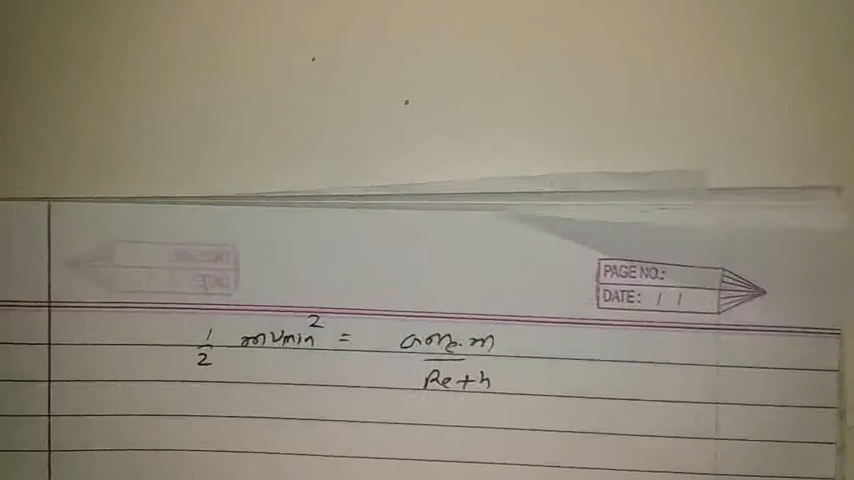 PAGE NO.:
DATE: / /
1/2 mvmin² = GMe.m / Re+h